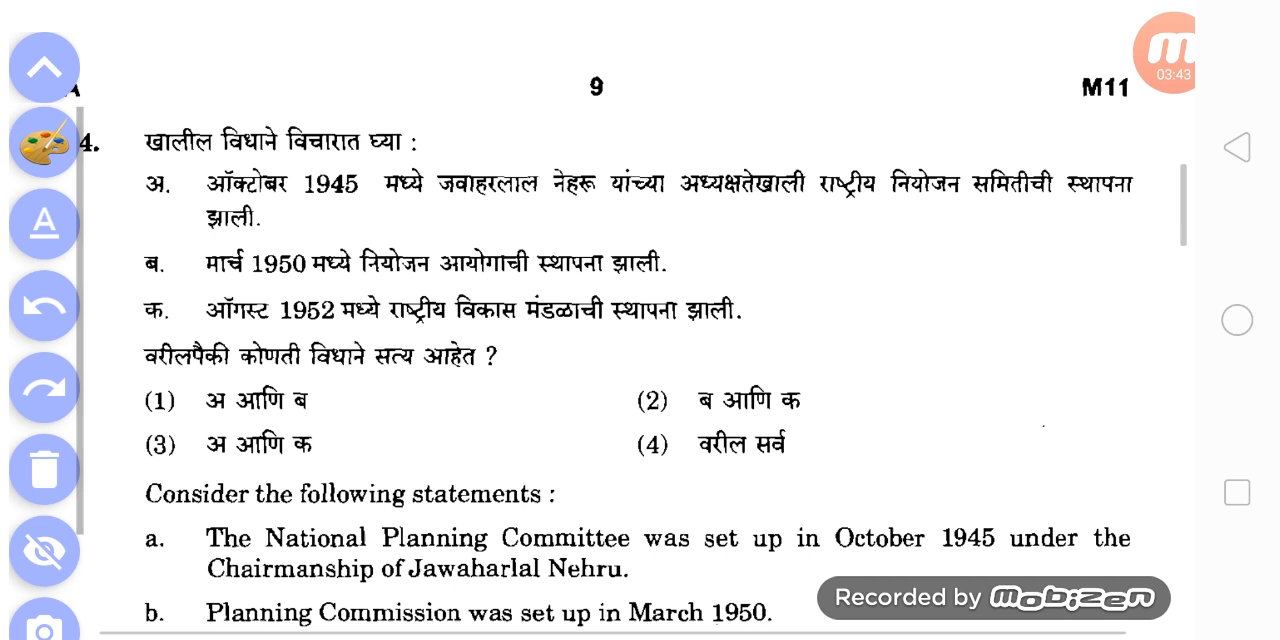 03:43
A 9 M11
4. खालील विधाने विचारात घ्या :
अ. ऑक्टोबर 1945 मध्ये जवाहरलाल नेहरू यांच्या अध्यक्षतेखाली राष्ट्रीय नियोजन समितीची स्थापना
झाली.
ब. मार्च 1950 मध्ये नियोजन आयोगाची स्थापना झाली.
क. ऑगस्ट 1952 मध्ये राष्ट्रीय विकास मंडळाची स्थापना झाली.
वरीलपैकी कोणती विधाने सत्य आहेत ?
(1) अ आणि ब (2) ब आणि क
(3) अ आणि क (4) वरील सर्व
Consider the following statements :
a. The National Planning Committee was set up in October 1945 under the
Chairmanship of Jawaharlal Nehru.
Recorded by mobizen
b. Planning Commission was set up in March 1950.